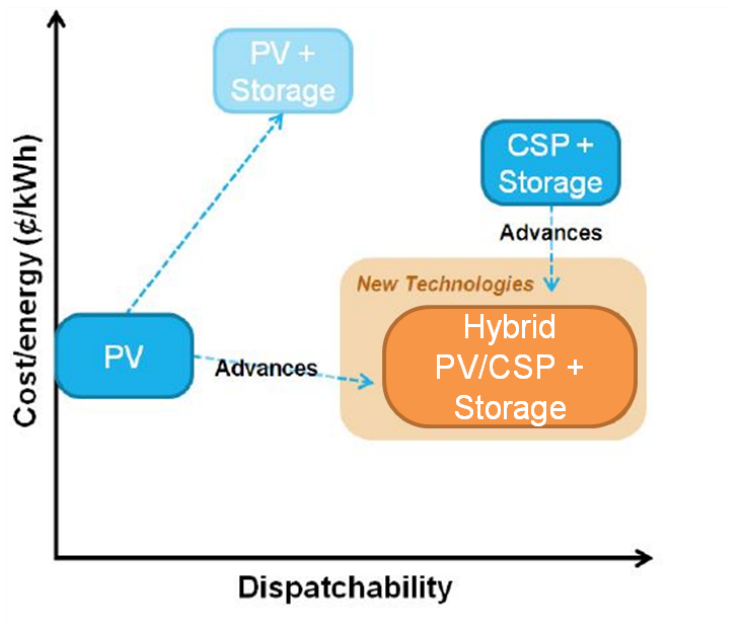 PV +
Storage
CSP +
Storage
Advances
New Technologies
Hybrid
PV/CSP +
Storage
PV
Advances
Cost/energy (¢/kWh)
Dispatchability